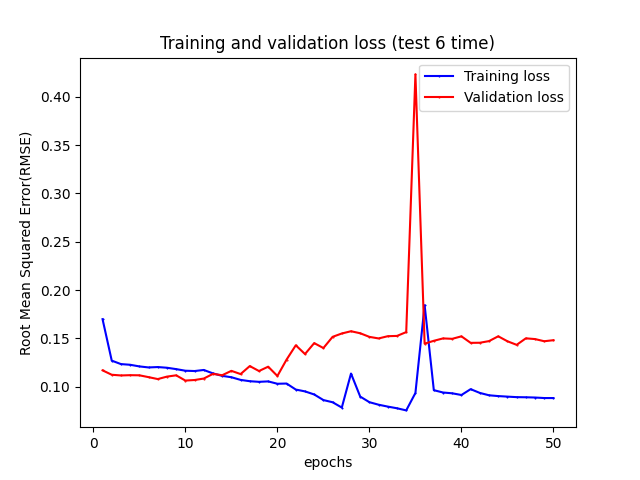 Training and validation loss (test 6 time)
Training loss
Validation loss
Root Mean Squared Error(RMSE)
0.40
0.35
0.30
0.25
0.20
0.15
0.10
0 10 20 30 40 50
epochs